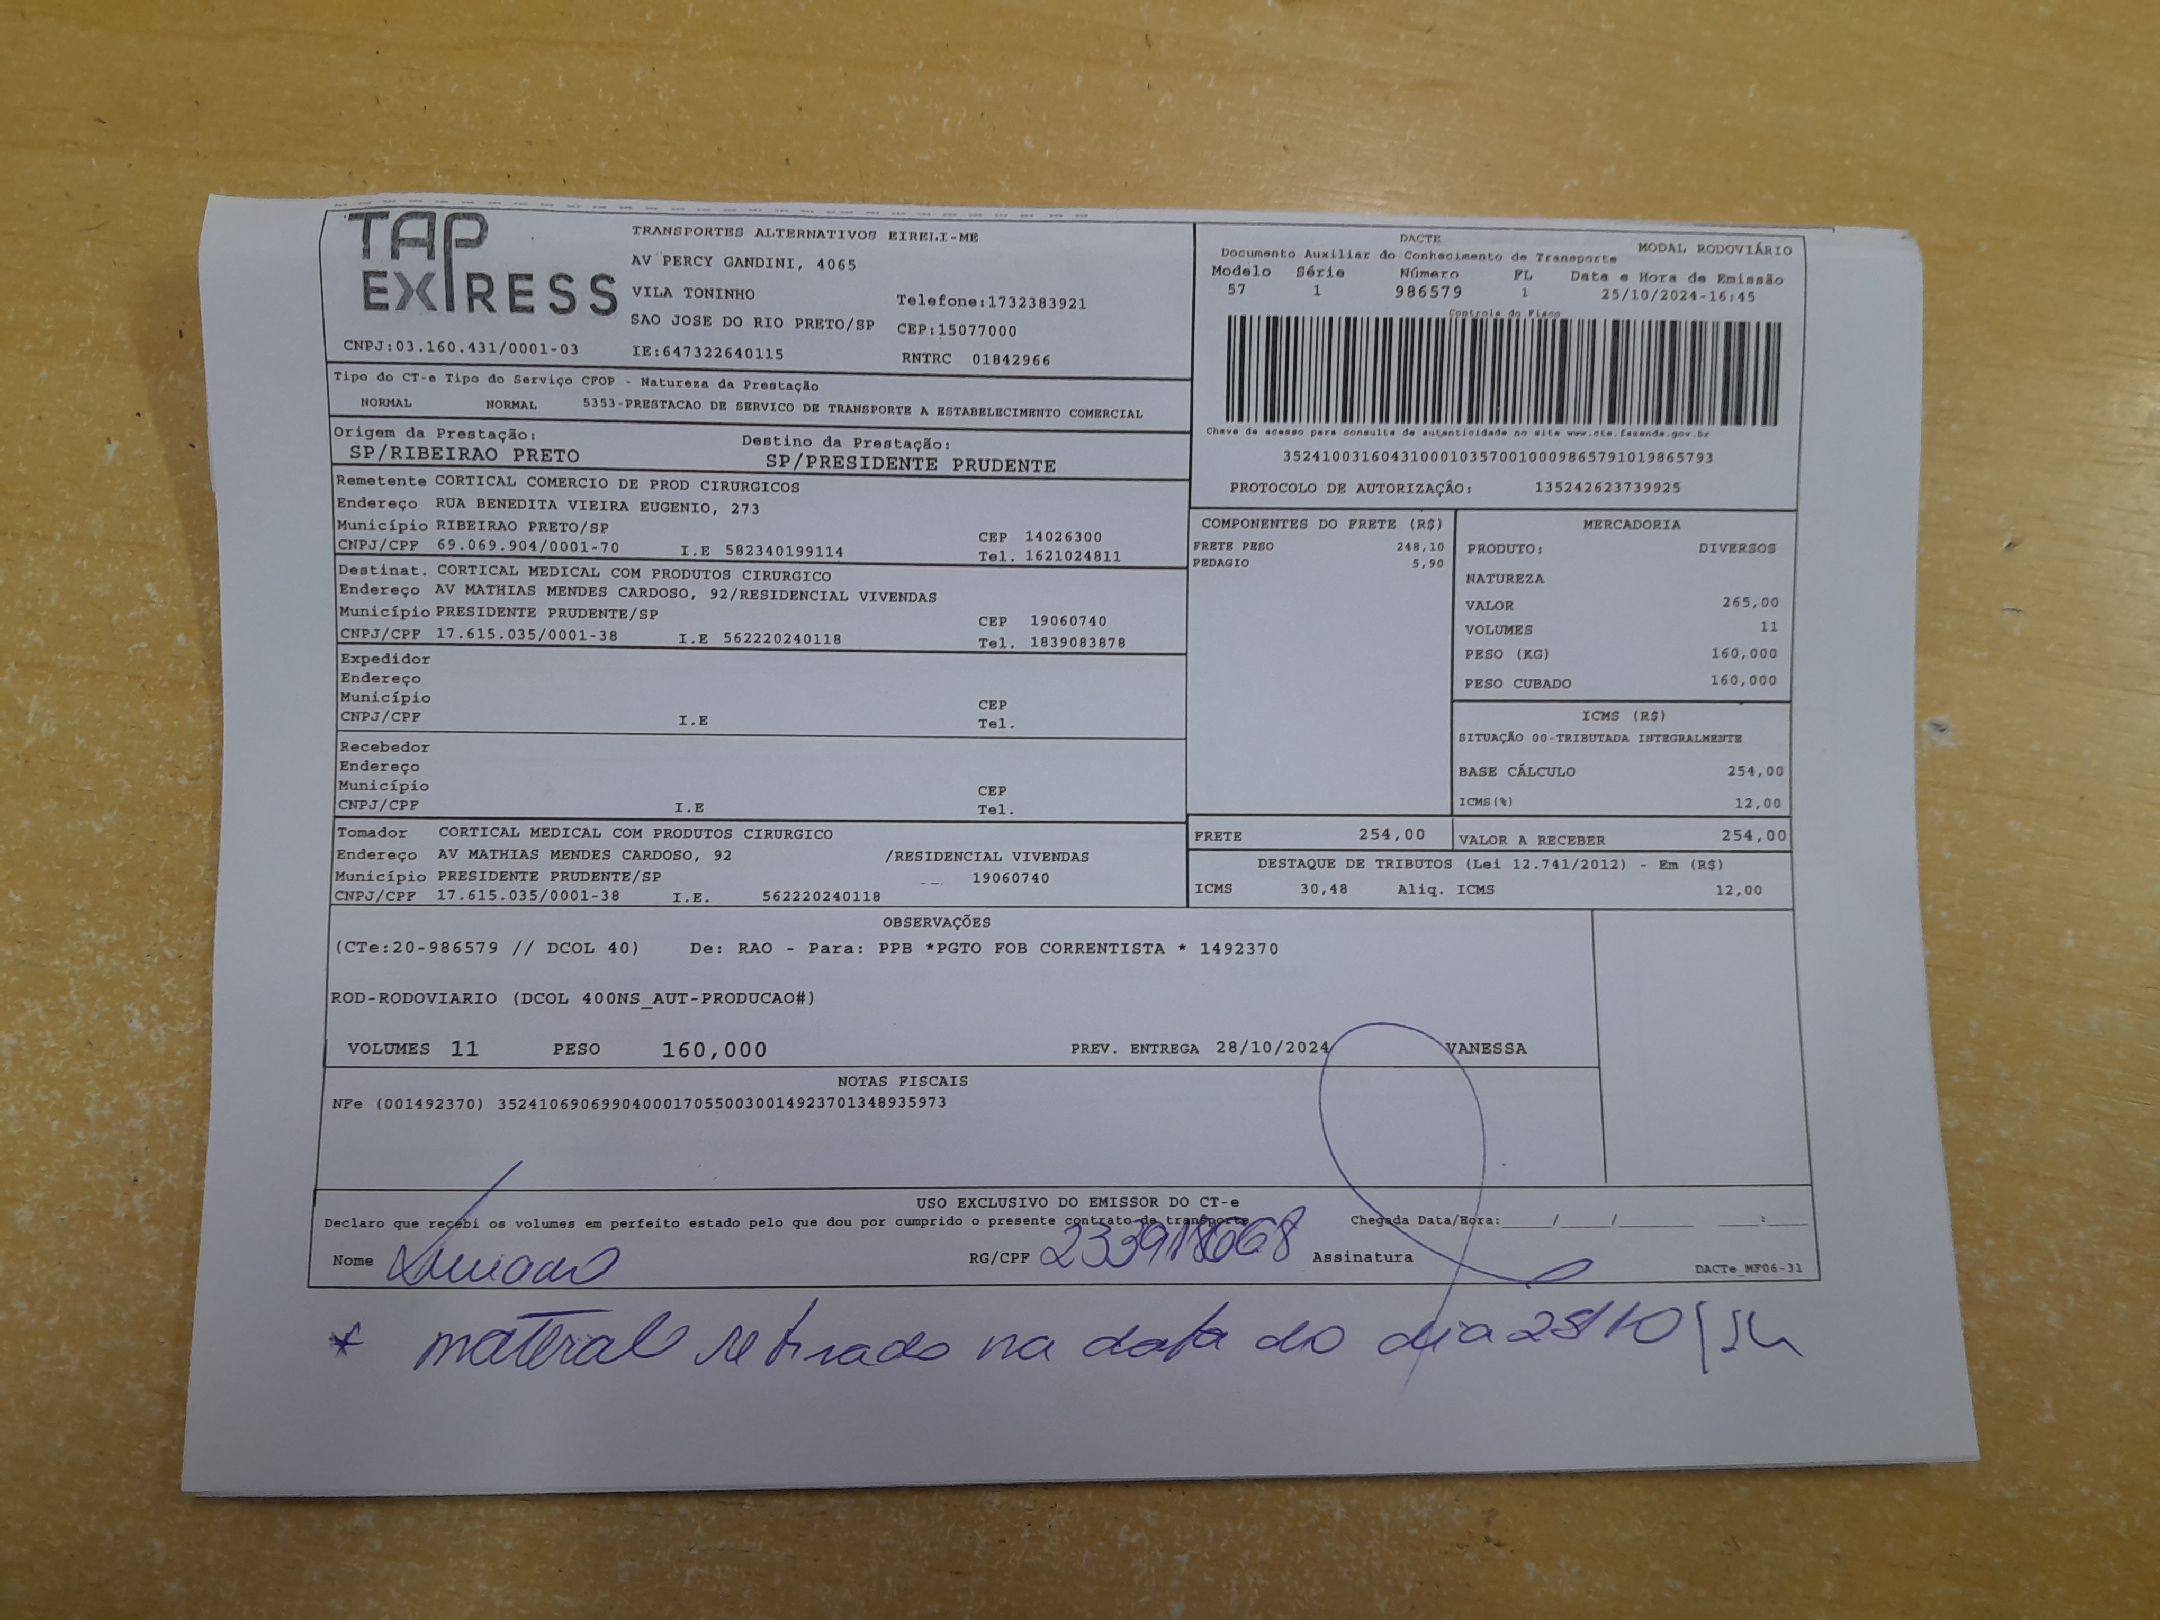 TAP
EXPRESS
TRANSPORTES ALTERNATIVOS EIRELI-ME
AV PERCY GANDINI, 4065
VILA TONINHO
Telefone:1732383921
SAO JOSE DO RIO PRETO/SP CEP:15077000
CNPJ:03.160.431/0001-03 IE:647322640115 RNTRC 01842966
DACTE
MODAL RODOVIÁRIO
Documento Auxiliar do Conhecimento de Transporte
Modelo Série Número FL Data e Hora de Emissão
57 1 986579 1 25/10/2024-16:45
Controle do Fisco
Chave de acesso para consulta de autenticidade no site www.cte.fazenda.gov.br
35241003160431000103570010009865791019865793
PROTOCOLO DE AUTORIZAÇÃO: 135242623739925
Tipo do CT-e Tipo do Serviço CFOP - Natureza da Prestação
NORMAL NORMAL 5353-PRESTACAO DE SERVICO DE TRANSPORTE A ESTABELECIMENTO COMERCIAL
Origem da Prestação: Destino da Prestação:
SP/RIBEIRAO PRETO SP/PRESIDENTE PRUDENTE
Remetente CORTICAL COMERCIO DE PROD CIRURGICOS
Endereço RUA BENEDITA VIEIRA EUGENIO, 273
Município RIBEIRAO PRETO/SP CEP 14026300
CNPJ/CPF 69.069.904/0001-70 I.E 582340199114 Tel. 1621024811
Destinat. CORTICAL MEDICAL COM PRODUTOS CIRURGICO
Endereço AV MATHIAS MENDES CARDOSO, 92/RESIDENCIAL VIVENDAS
Município PRESIDENTE PRUDENTE/SP CEP 19060740
CNPJ/CPF 17.615.035/0001-38 I.E 562220240118 Tel. 1839083878
Expedidor
Endereço
Município CEP
CNPJ/CPF I.E Tel.
Recebedor
Endereço
Município CEP
CNPJ/CPF I.E Tel.
Tomador CORTICAL MEDICAL COM PRODUTOS CIRURGICO
Endereço AV MATHIAS MENDES CARDOSO, 92 /RESIDENCIAL VIVENDAS
Município PRESIDENTE PRUDENTE/SP 19060740
CNPJ/CPF 17.615.035/0001-38 I.E. 562220240118
COMPONENTES DO FRETE (R$)
FRETE PESO 248,10
PEDAGIO 5,90
MERCADORIA
PRODUTO: DIVERSOS
NATUREZA
VALOR 265,00
VOLUMES 11
PESO (KG) 160,000
PESO CUBADO 160,000
ICMS (R$)
SITUAÇÃO 00-TRIBUTADA INTEGRALMENTE
BASE CÁLCULO 254,00
ICMS(%) 12,00
FRETE 254,00 VALOR A RECEBER 254,00
DESTAQUE DE TRIBUTOS (Lei 12.741/2012) - Em (R$)
ICMS 30,48 Aliq. ICMS 12,00
OBSERVAÇÕES
(CTe:20-986579 // DCOL 40) De: RAO - Para: PPB *PGTO FOB CORRENTISTA * 1492370
ROD-RODOVIARIO (DCOL 400NS_AUT-PRODUCAO#)
VOLUMES 11 PESO 160,000 PREV. ENTREGA 28/10/2024 VANESSA
NOTAS FISCAIS
NFe (001492370) 35241069069904000170550030014923701348935973
USO EXCLUSIVO DO EMISSOR DO CT-e
Declaro que recebi os volumes em perfeito estado pelo que dou por cumprido o presente contrato de transporte Chegada Data/Hora: / / :
Nome RG/CPF Assinatura
DACTe_MF06-31
* material retirado na data do dia